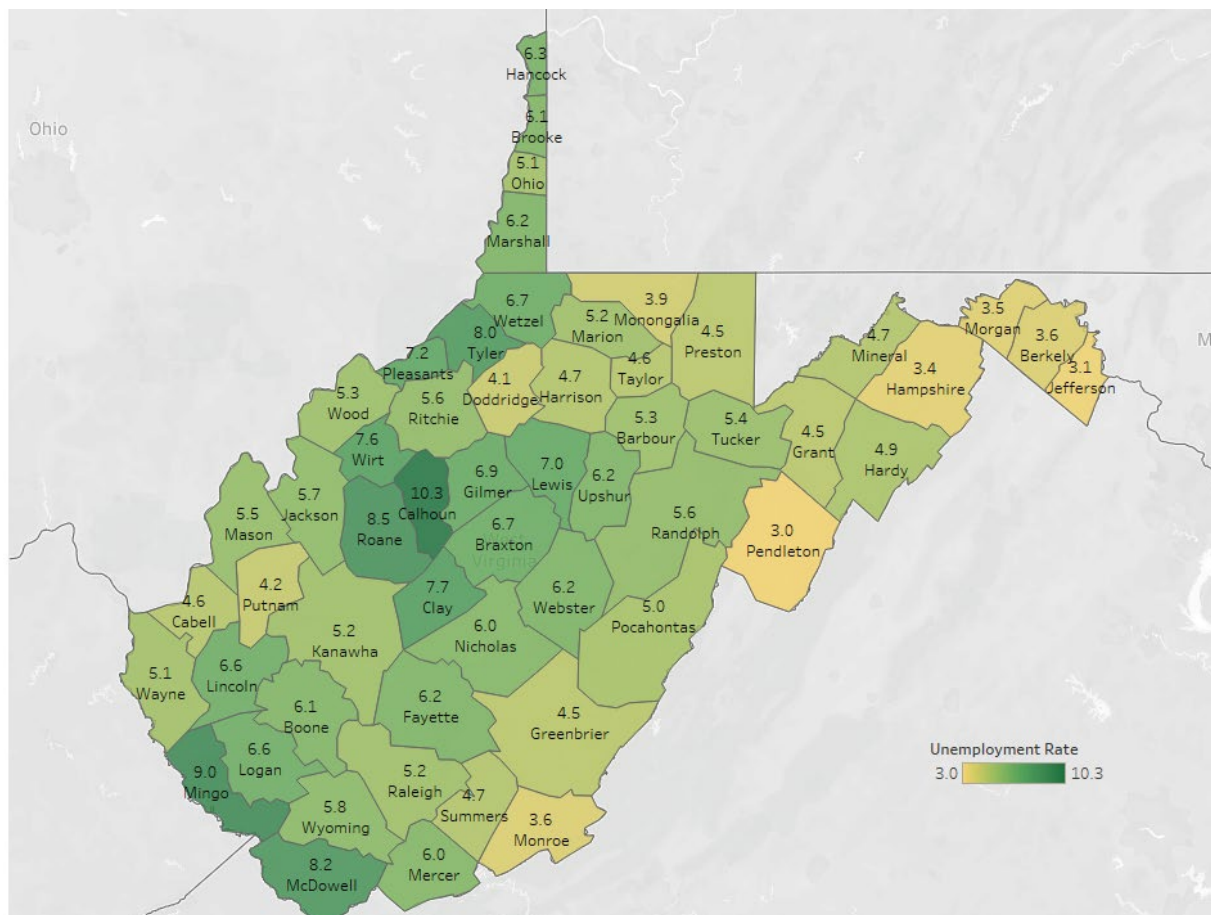 6.3
Hancock
6.1
Brooke
Ohio
5.1
Ohio
6.2
Marshall
6.7
Wetzel
3.9
Monongalia
5.2
Marion
4.5
Preston
8.0
Tyler
7.2
Pleasants
4.1
Doddridge
4.7
Harrison
4.6
Taylor
4.7
Mineral
3.4
Hampshire
3.5
Morgan
3.6
Berkely
3.1
Jefferson
M
5.3
Wood
5.6
Ritchie
5.3
Barbour
5.4
Tucker
4.5
Grant
4.9
Hardy
7.6
Wirt
10.3
Calhoun
6.9
Gilmer
7.0
Lewis
6.2
Upshur
5.7
Jackson
5.5
Mason
8.5
Roane
6.7
Braxton
West
Virginia
5.6
Randolph
3.0
Pendleton
4.2
Putnam
4.6
Cabell
7.7
Clay
6.2
Webster
5.0
Pocahontas
5.2
Kanawha
6.0
Nicholas
5.1
Wayne
6.6
Lincoln
6.1
Boone
6.2
Fayette
4.5
Greenbrier
9.0
Mingo
6.6
Logan
5.2
Raleigh
4.7
Summers
5.8
Wyoming
3.6
Monroe
8.2
McDowell
6.0
Mercer
Unemployment Rate
3.0 10.3